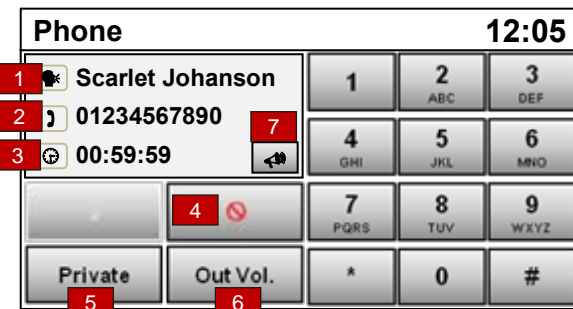 Phone 12:05
1 Scarlet Johanson
2 01234567890
7
3 00:59:59
1 2 3
ABC DEF
4 5 6
GHI JKL MNO
4
7 8 9
PQRS TUV WXYZ
Private Out Vol. * 0 #
5 6